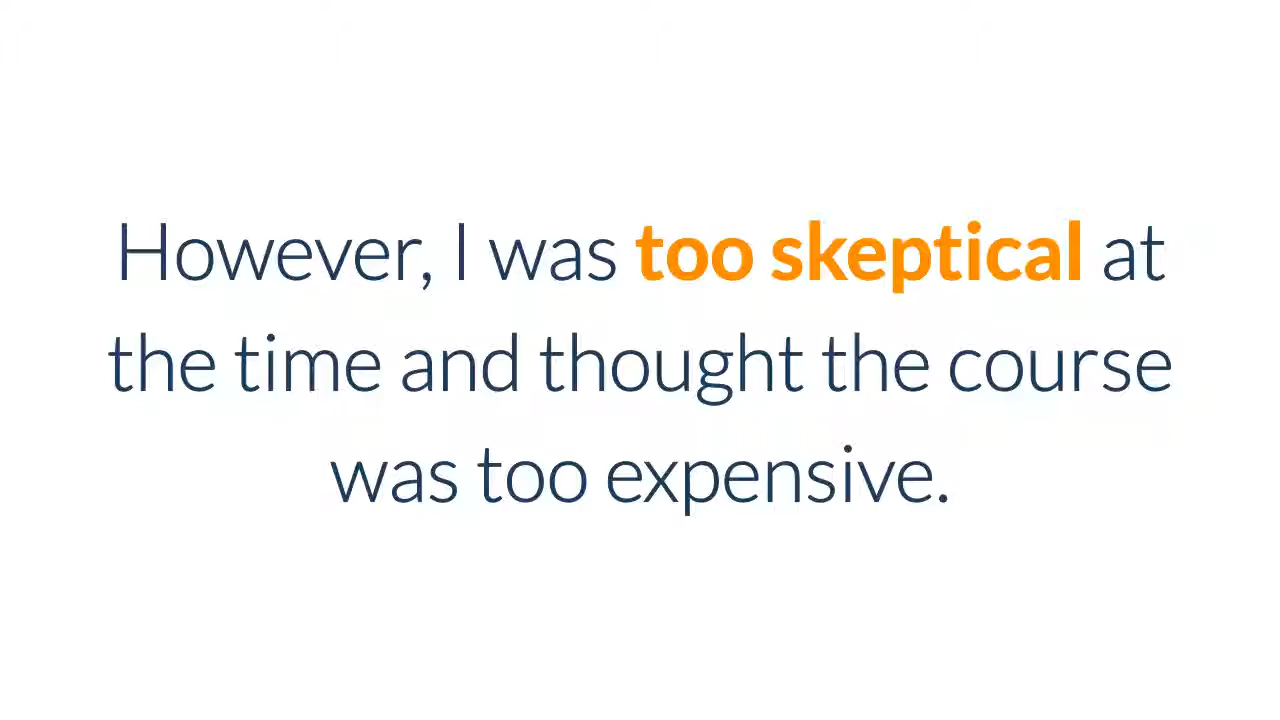 However, I was too skeptical at
the time and thought the course
was too expensive.